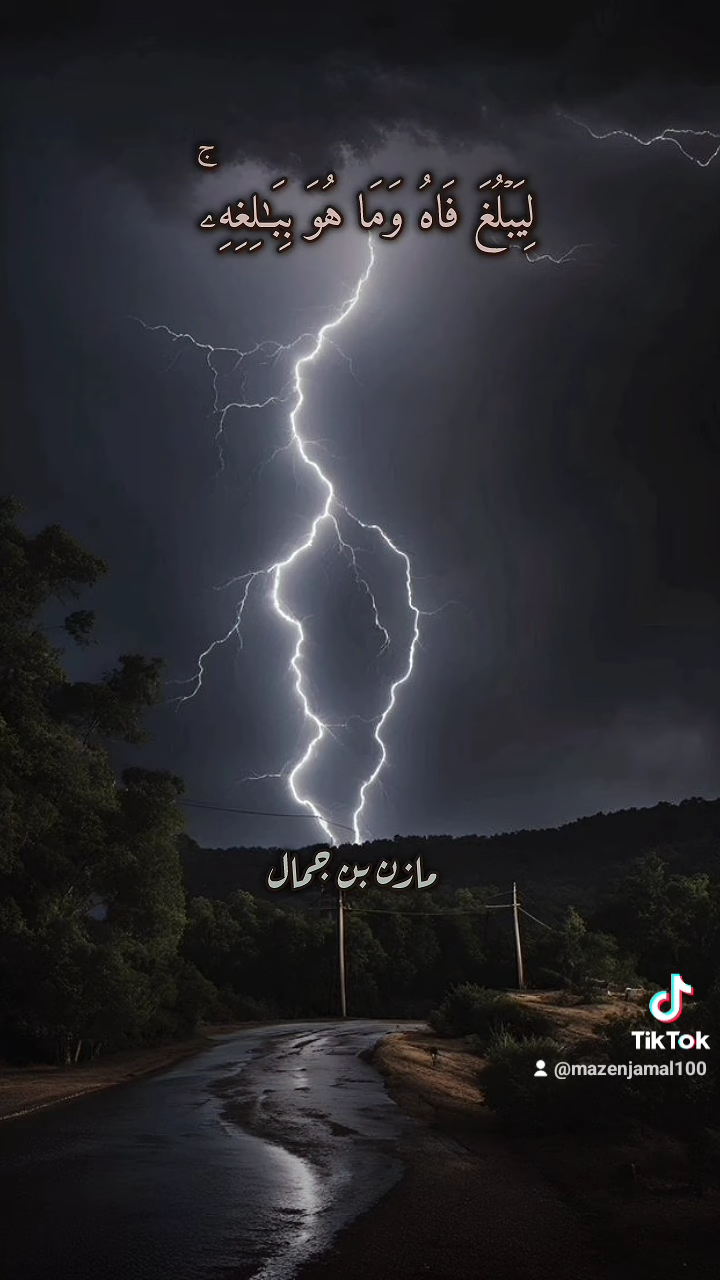 لِيَبْلُغَ فَاهُ وَمَا هُوَ بِبَـٰلِغِهِۦ ۚ
مازن بن جمال
TikTok
@mazenjamal100